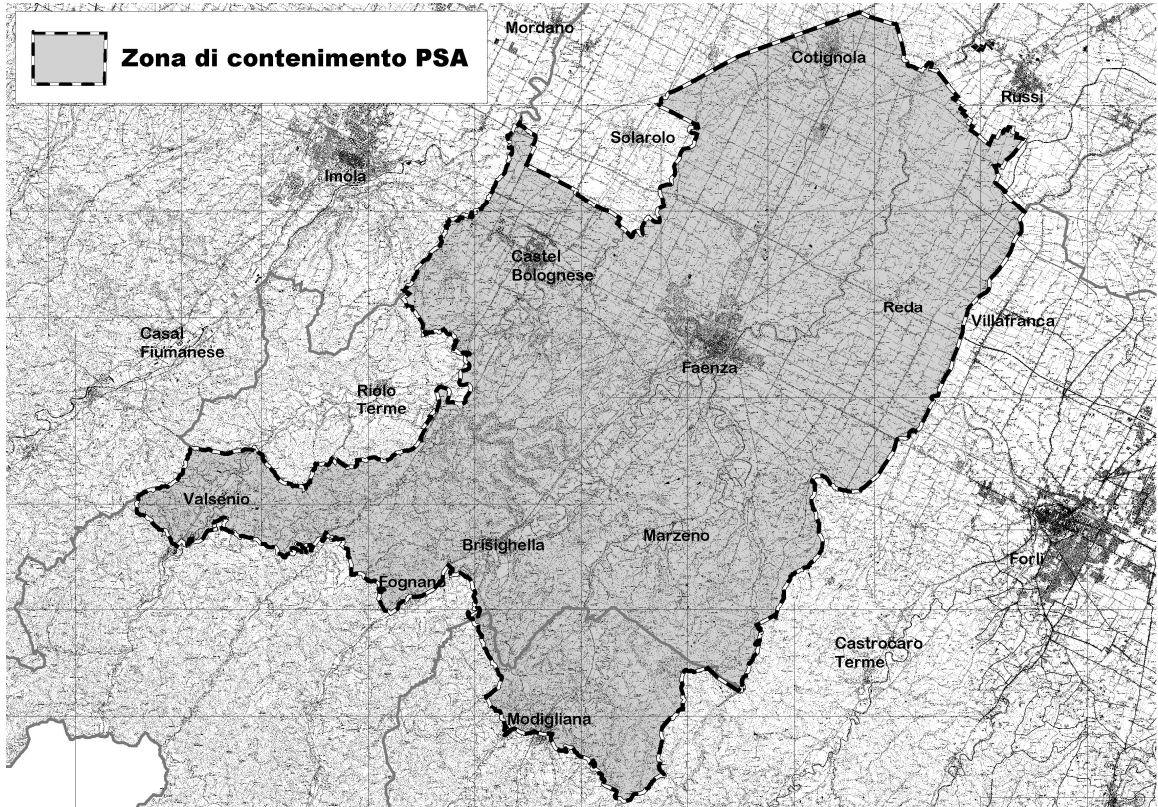 Zona di contenimento PSA
Mordano
Cotignola
Russi
Solarolo
Imola
Castel
Bolognese
Reda
Villafranca
Casal
Fiumanese
Faenza
Riolo
Terme
Valsenio
Brisighella
Marzeno
Forlì
Fognano
Castrocaro
Terme
Modigliana